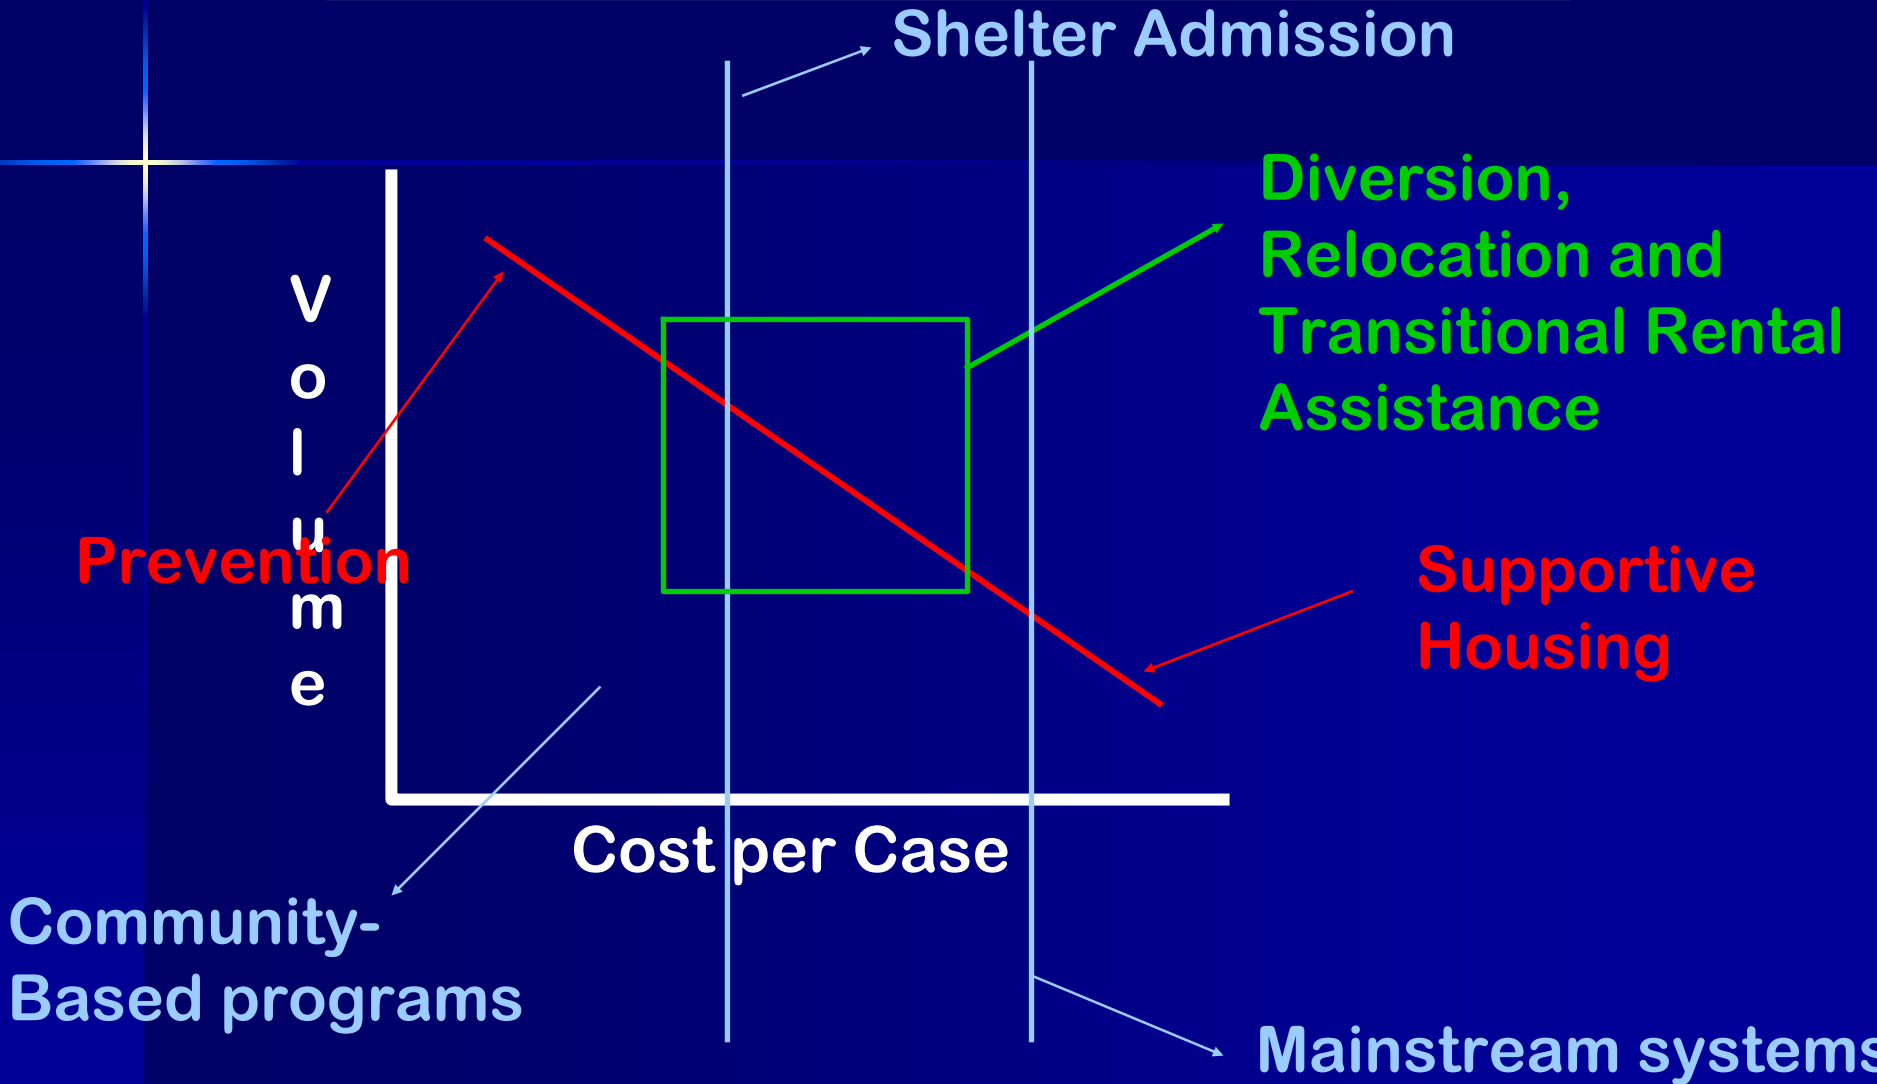 Shelter Admission
Diversion,
Relocation and
Transitional Rental
Assistance
V
o
l
u
m
e
Prevention
Supportive
Housing
Cost per Case
Community-
Based programs
Mainstream systems